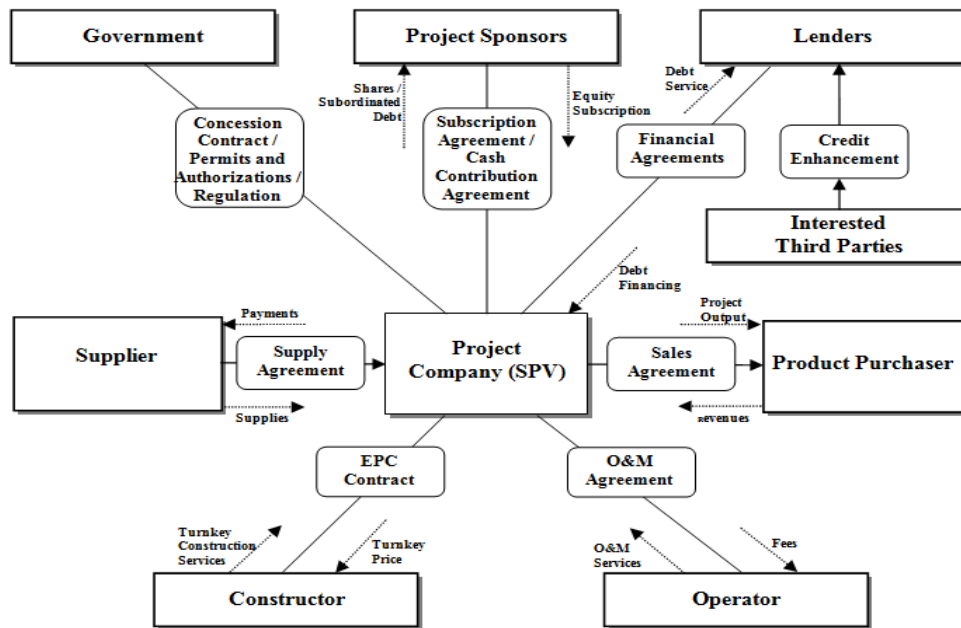 Government
Project Sponsors
Lenders
Shares /
Subordinated
Debt
Equity
Subscription
Debt
Service
Concession
Contract /
Permits and
Authorizations /
Regulation
Subscription
Agreement /
Cash
Contribution
Agreement
Financial
Agreements
Credit
Enhancement
Interested
Third Parties
Debt
Financing
Payments
Project
Output
Supplier
Supply
Agreement
Project
Company (SPV)
Sales
Agreement
Product Purchaser
Supplies
revenues
EPC
Contract
O&M
Agreement
Turnkey
Construction
Services
Turnkey
Price
O&M
Services
Fees
Constructor
Operator